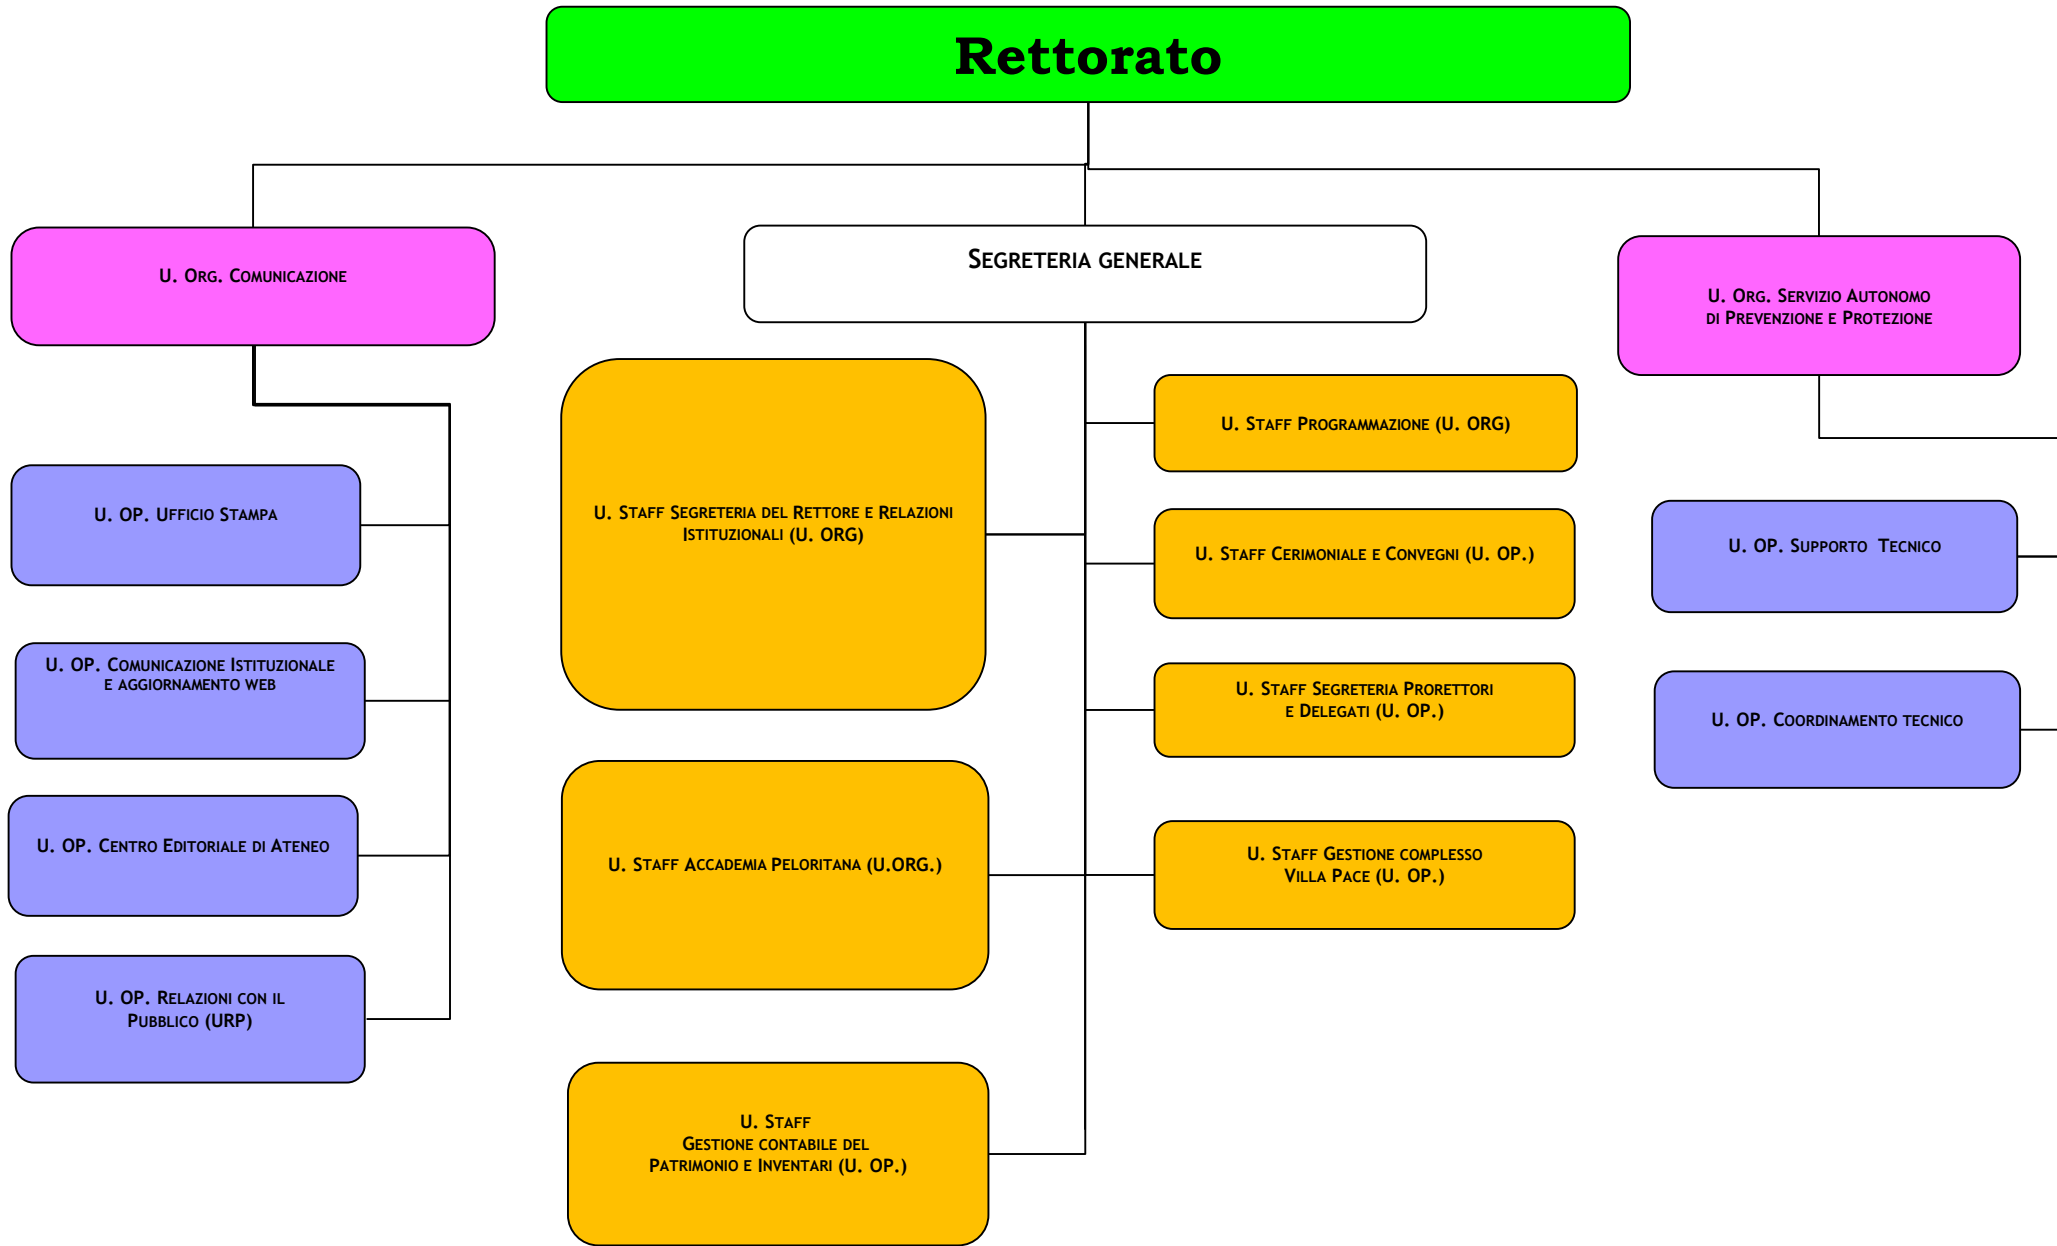 Rettorato
U. Org. Comunicazione
Segreteria generale
U. Org. Servizio Autonomo
di Prevenzione e Protezione
U. OP. Ufficio Stampa
U. OP. Comunicazione Istituzionale
e aggiornamento web
U. OP. Centro Editoriale di Ateneo
U. OP. Relazioni con il
Pubblico (URP)
U. Staff Segreteria del Rettore e Relazioni
Istituzionali (U. ORG)
U. Staff Accademia Peloritana (U.ORG.)
U. Staff
Gestione contabile del
Patrimonio e Inventari (U. OP.)
U. Staff Programmazione (U. ORG)
U. Staff Cerimoniale e Convegni (U. OP.)
U. Staff Segreteria Prorettori
e Delegati (U. OP.)
U. Staff Gestione complesso
Villa Pace (U. OP.)
U. OP. Supporto  Tecnico
U. OP. Coordinamento tecnico